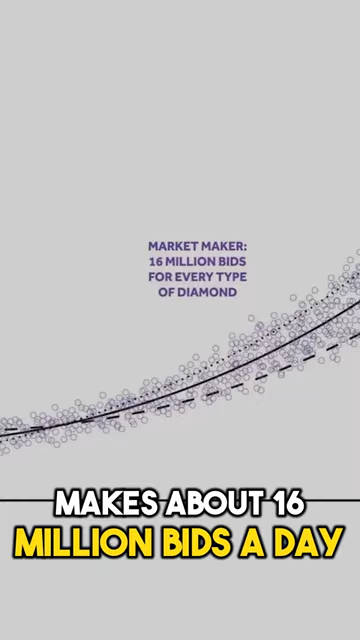 MARKET MAKER:
16 MILLION BIDS
FOR EVERY TYPE
OF DIAMOND
MAKES ABOUT 16
MILLION BIDS A DAY